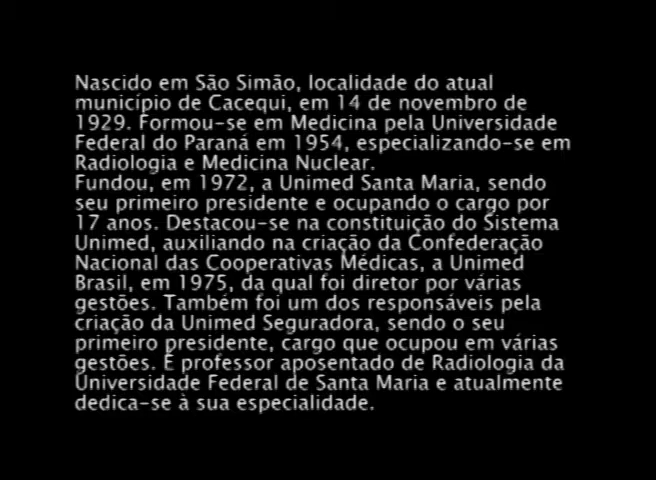 Nascido em São Simão, localidade do atual
município de Cacequi, em 14 de novembro de
1929. Formou-se em Medicina pela Universidade
Federal do Paraná em 1954, especializando-se em
Radiologia e Medicina Nuclear.
Fundou, em 1972, a Unimed Santa Maria, sendo
seu primeiro presidente e ocupando o cargo por
17 anos. Destacou-se na constituição do Sistema
Unimed, auxiliando na criação da Confederação
Nacional das Cooperativas Médicas, a Unimed
Brasil, em 1975, da qual foi diretor por várias
gestões. Também foi um dos responsáveis pela
criação da Unimed Seguradora, sendo o seu
primeiro presidente, cargo que ocupou em várias
gestões. É professor aposentado de Radiologia da
Universidade Federal de Santa Maria e atualmente
dedica-se à sua especialidade.